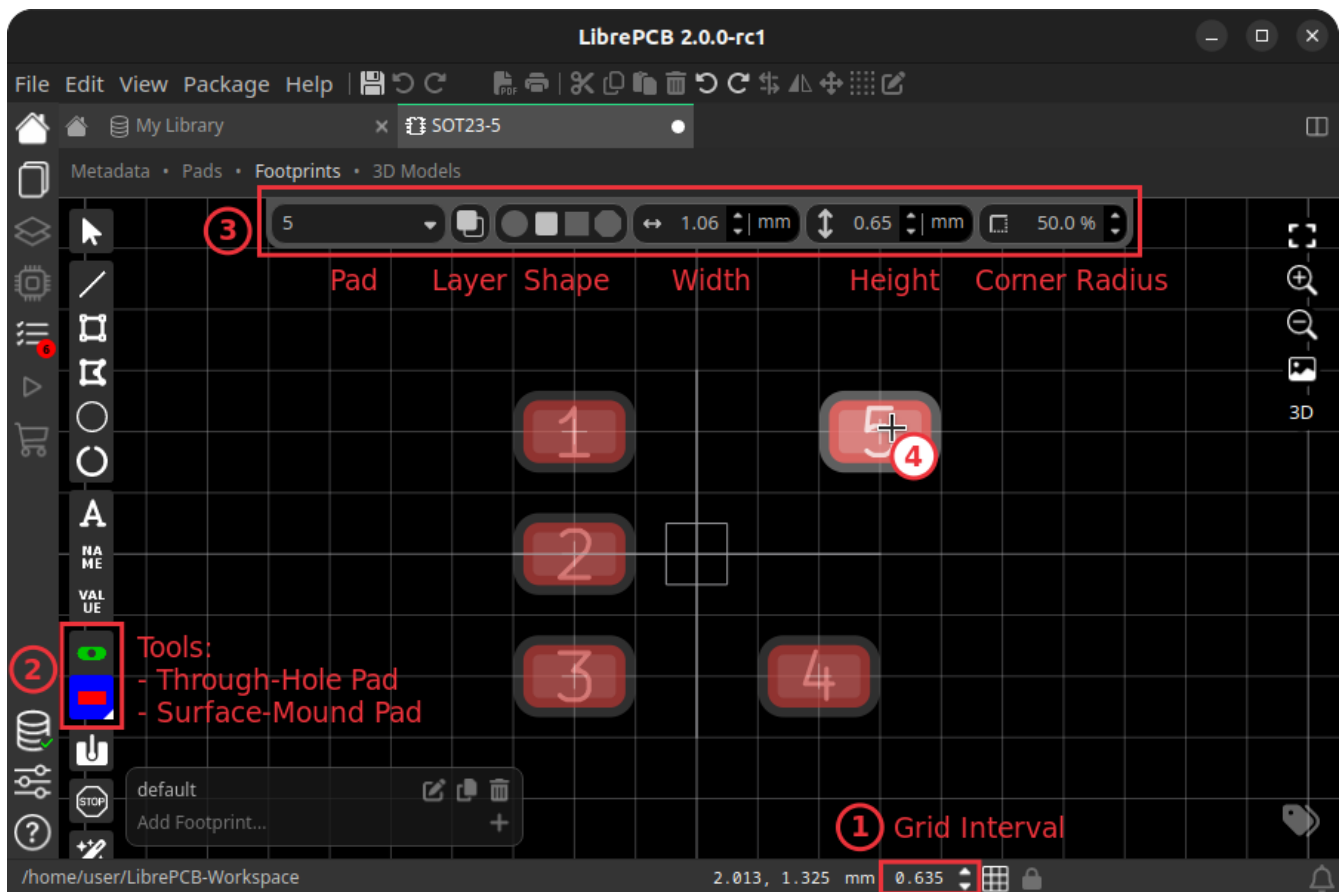 LibrePCB 2.0.0-rc1
File Edit View Package Help
PDF
My Library
SOT23-5
Metadata • Pads • Footprints • 3D Models
3
5
1.06 mm
0.65 mm
50.0 %
Pad Layer Shape Width Height Corner Radius
6
3D
1
5
4
2
A
NA
ME
VAL
UE
2
Tools:
- Through-Hole Pad
- Surface-Mound Pad
3
4
default
STOP
Add Footprint...
1 Grid Interval
?
/home/user/LibrePCB-Workspace
2.013, 1.325 mm
0.635